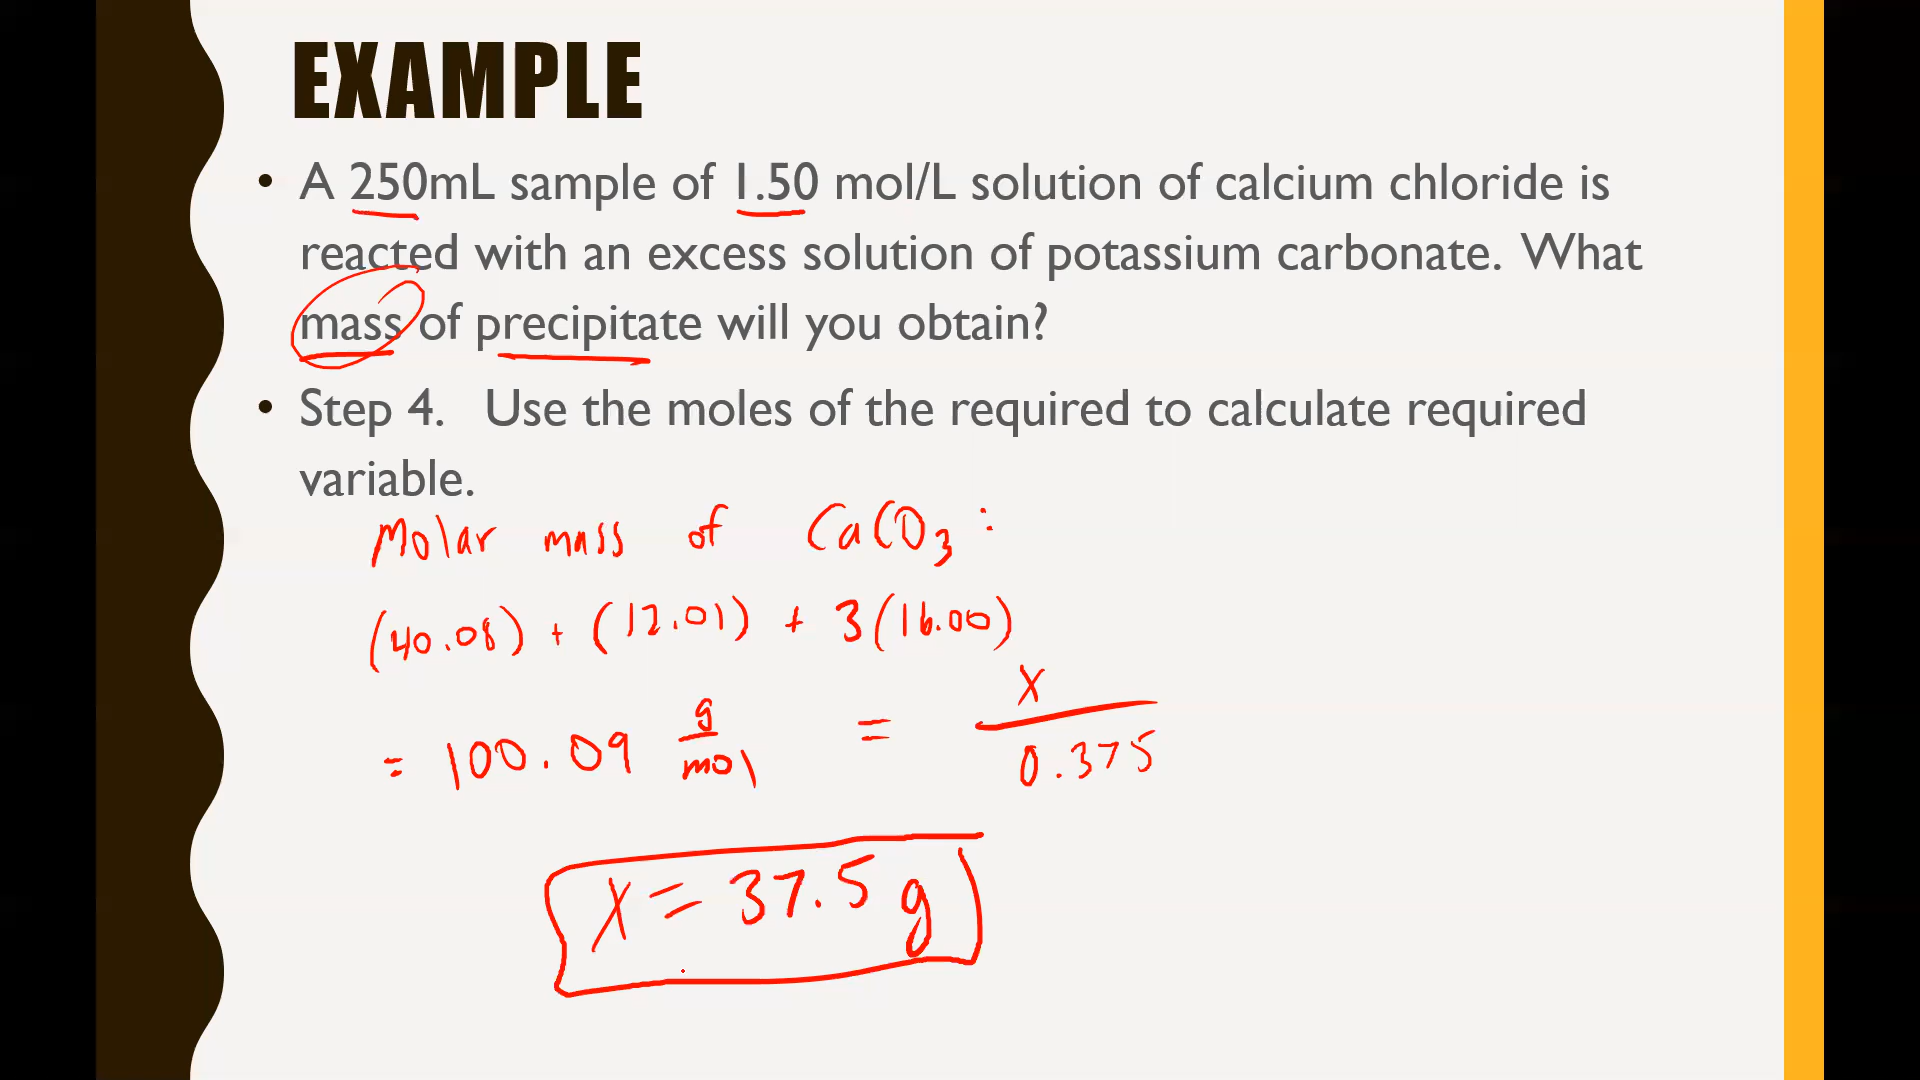 EXAMPLE
• A 250mL sample of 1.50 mol/L solution of calcium chloride is
reacted with an excess solution of potassium carbonate. What
mass of precipitate will you obtain?
• Step 4. Use the moles of the required to calculate required
variable.
Molar mass of CaCO₃ :
(40.08) + (12.01) + 3(16.00)
= 100.09 g/mol = x/0.375
x = 37.5 g